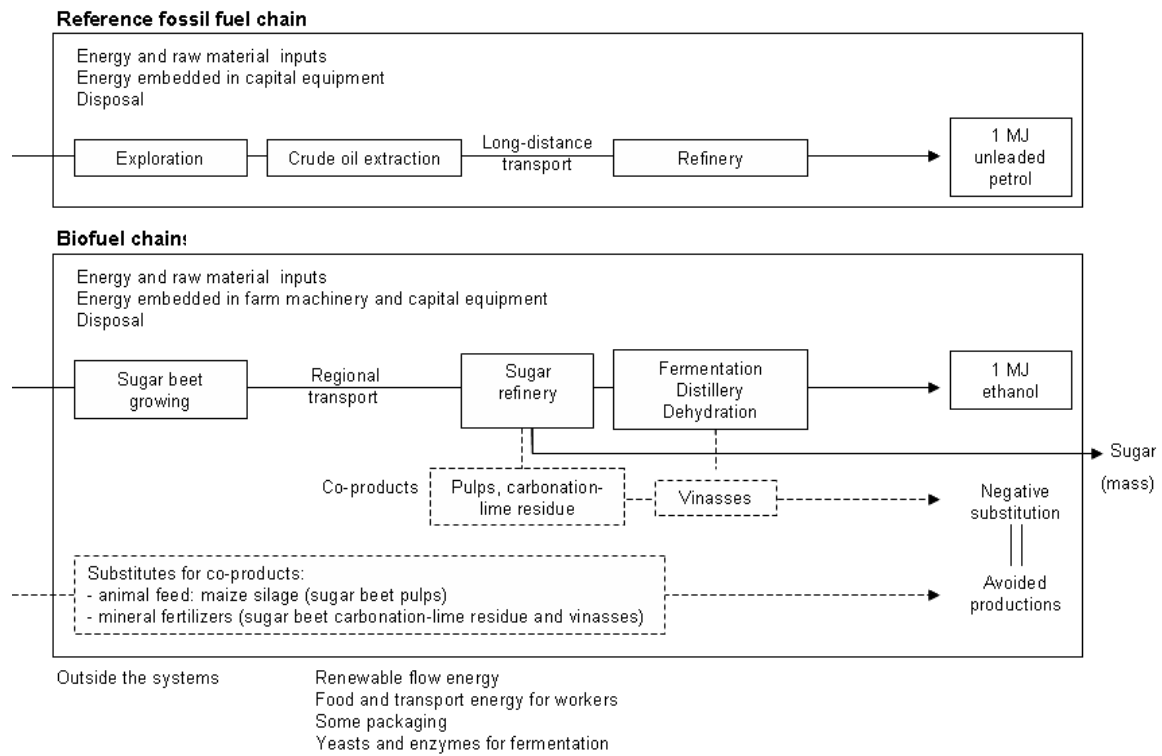 Reference fossil fuel chain
Energy and raw material inputs
Energy embedded in capital equipment
Disposal
Exploration
Crude oil extraction
Long-distance
transport
Refinery
1 MJ
unleaded
petrol
Biofuel chains
Energy and raw material inputs
Energy embedded in farm machinery and capital equipment
Disposal
Sugar beet
growing
Regional
transport
Sugar
refinery
Fermentation
Distillery
Dehydration
1 MJ
ethanol
Sugar
(mass)
Co-products
Pulps, carbonation-
lime residue
Vinasses
Negative
substitution
Substitutes for co-products:
- animal feed: maize silage (sugar beet pulps)
- mineral fertilizers (sugar beet carbonation-lime residue and vinasses)
Avoided
productions
Outside the systems
Renewable flow energy
Food and transport energy for workers
Some packaging
Yeasts and enzymes for fermentation